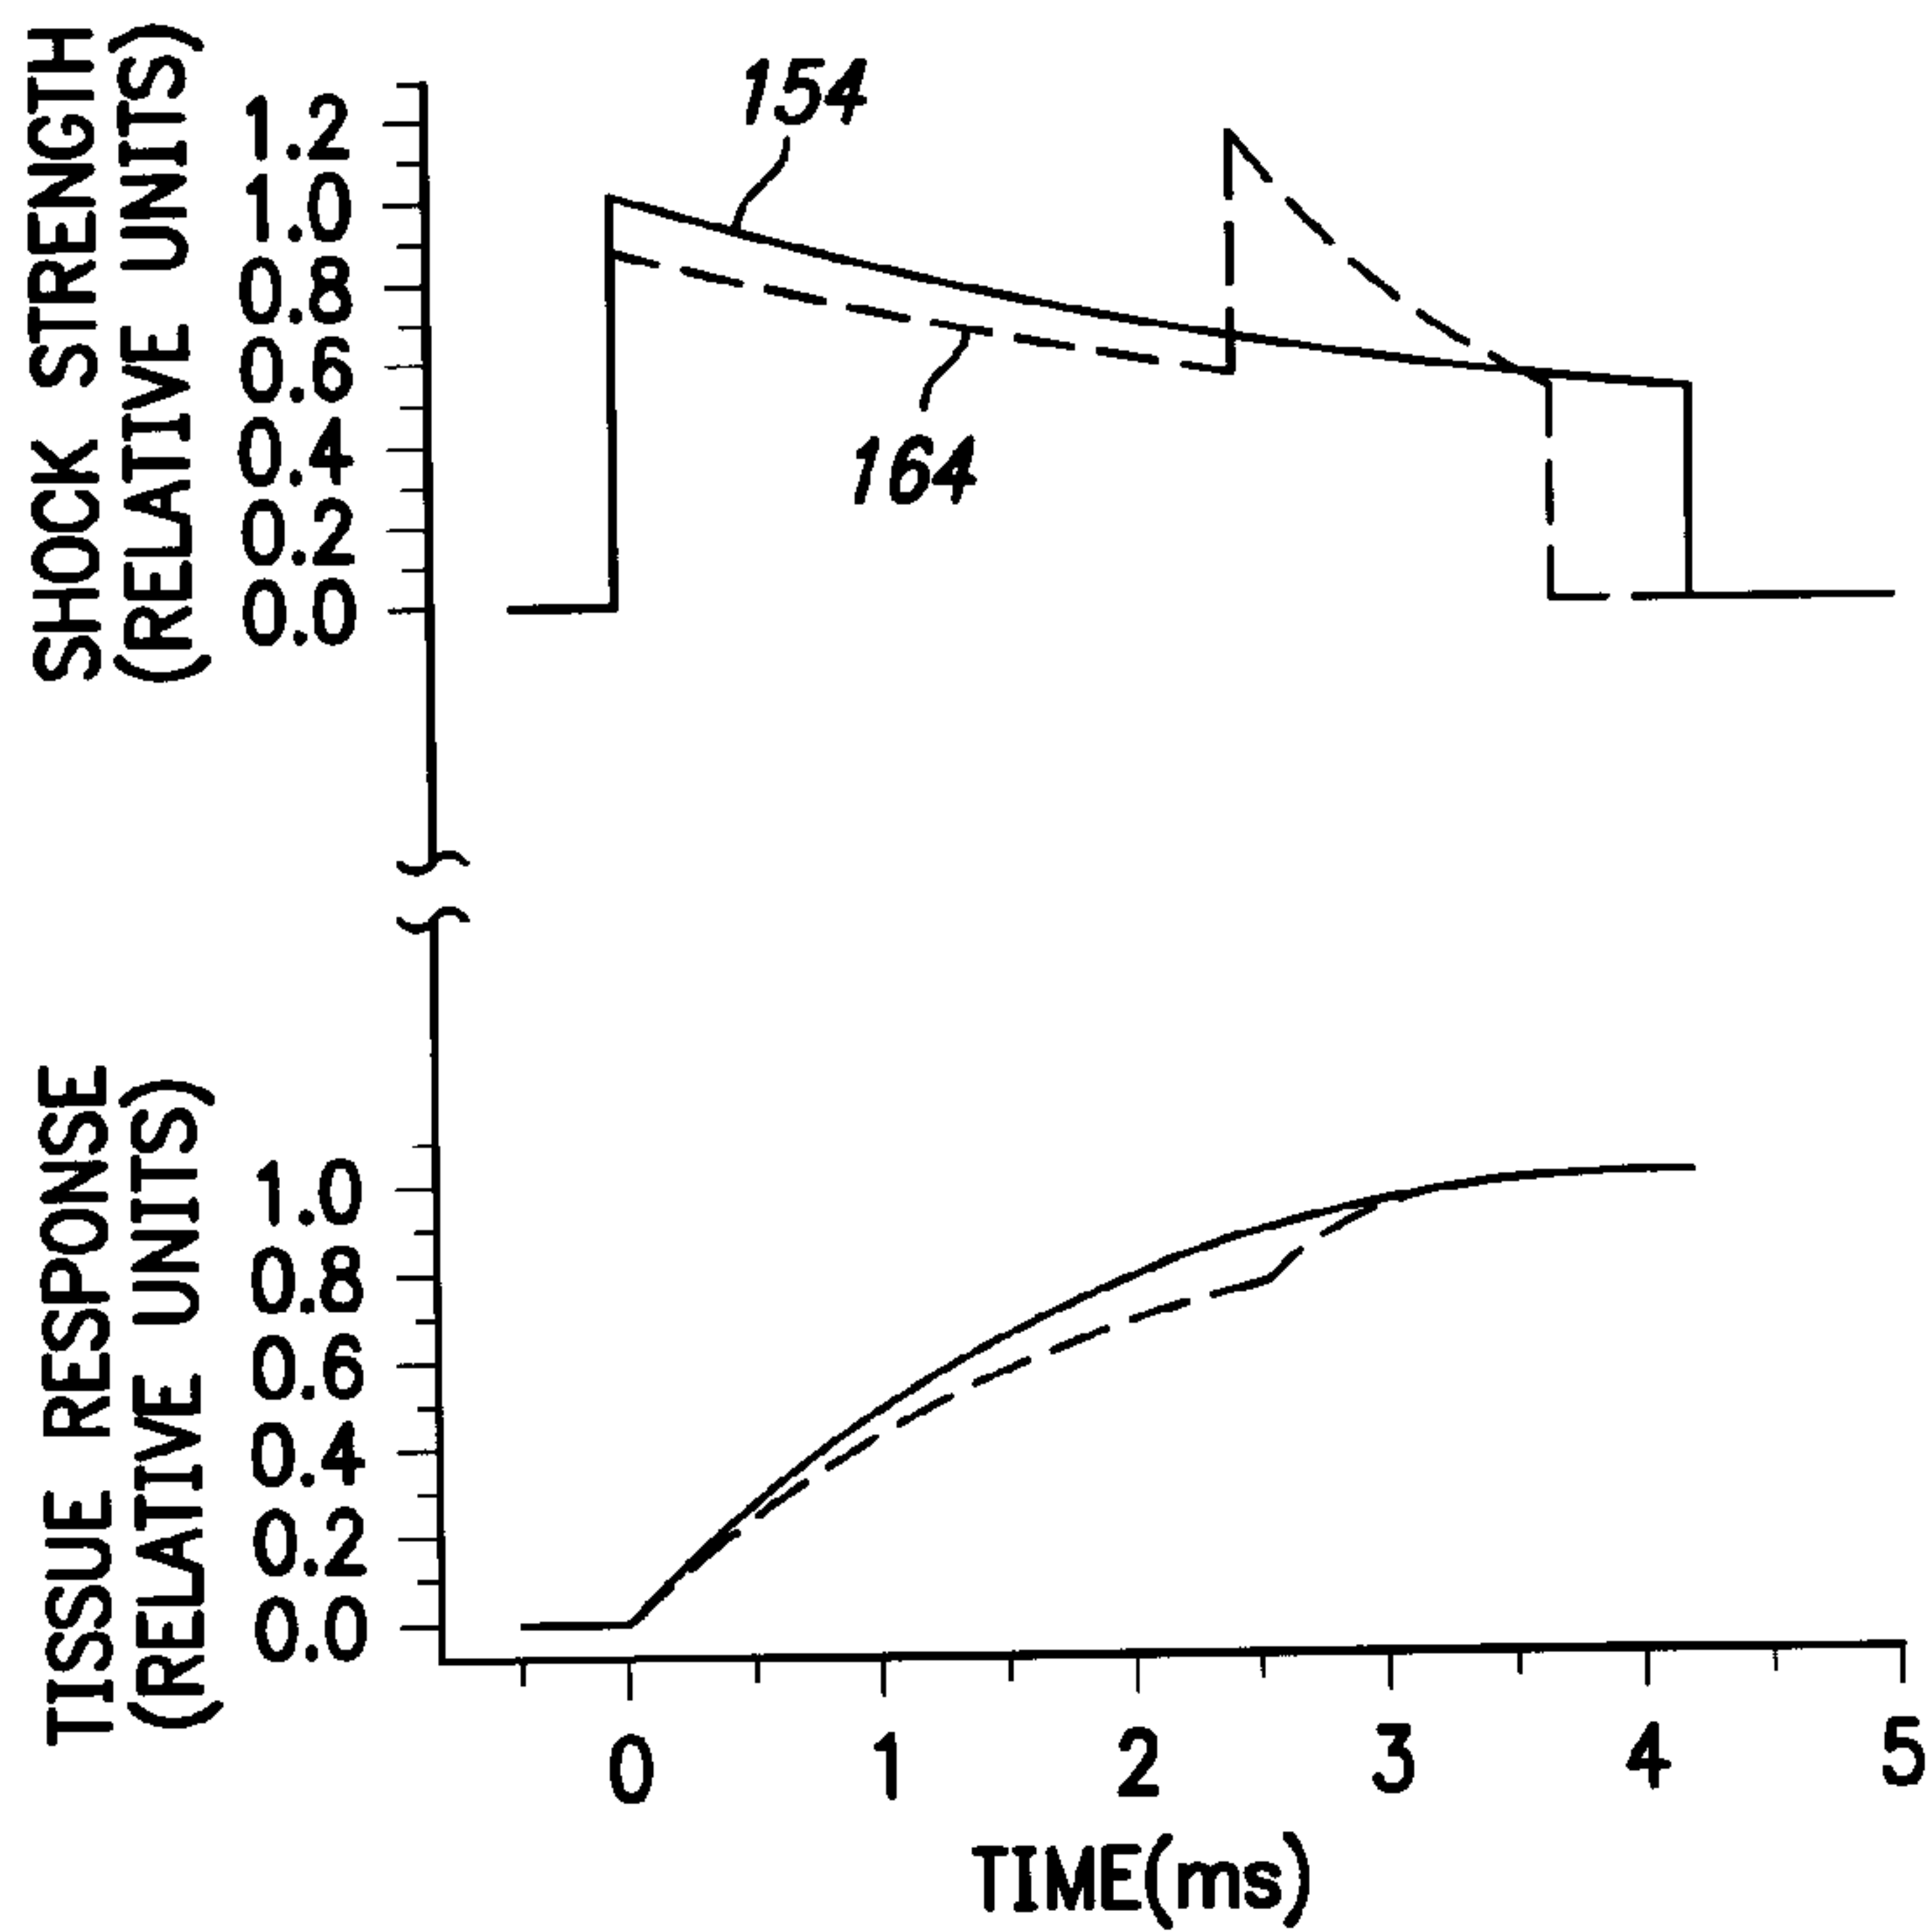 SHOCK STRENGTH
(RELATIVE UNITS)
1.2
1.0
0.8
0.6
0.4
0.2
0.0
154
164
TISSUE RESPONSE
(RELATIVE UNITS)
1.0
0.8
0.6
0.4
0.2
0.0
0 1 2 3 4 5
TIME(ms)